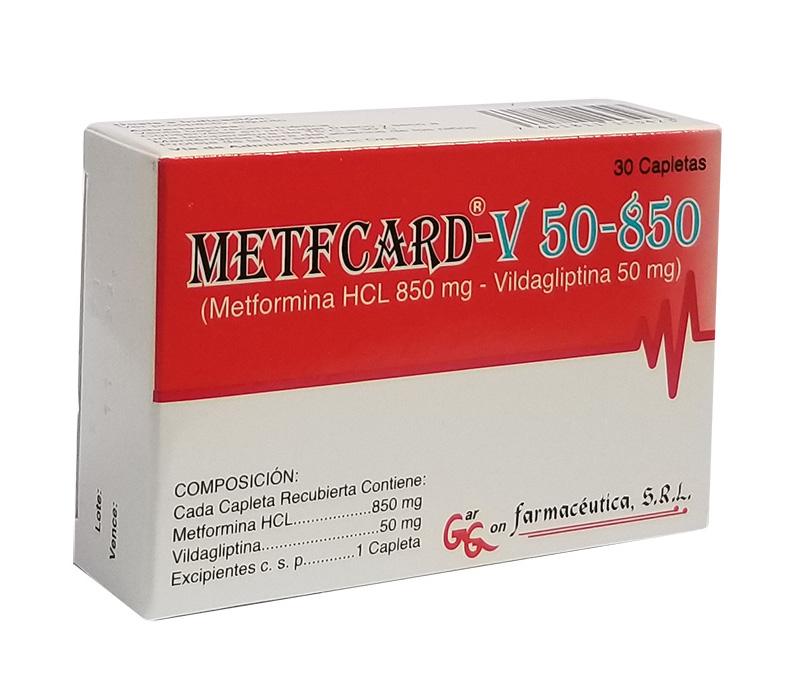 30 Capletas
METFCARD®-V 50-850
(Metformina HCL 850 mg - Vildagliptina 50 mg)
COMPOSICIÓN:
Cada Capleta Recubierta Contiene:
Metformina HCL..................850 mg
Vildagliptina...........................50 mg
Excipientes c. s. p............1 Capleta
Gar Gon farmacéutica, S.R.L.
Lote:
Vence: